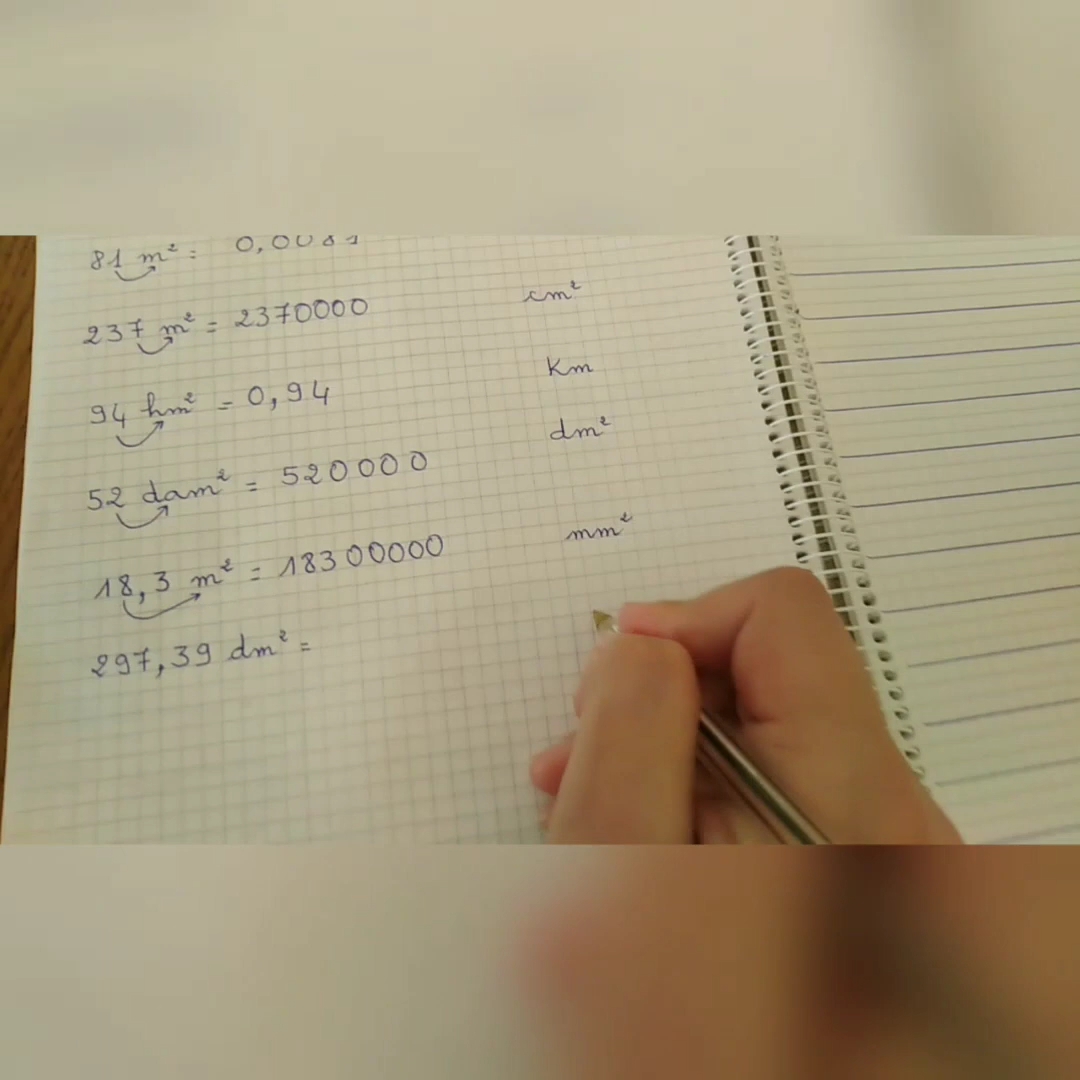 81 m² = 0,0081
237 m² = 2370000 cm²
94 hm² = 0,94 Km
52 dam² = 520000 dm²
18,3 m² = 18300000 mm²
297,39 dm² =